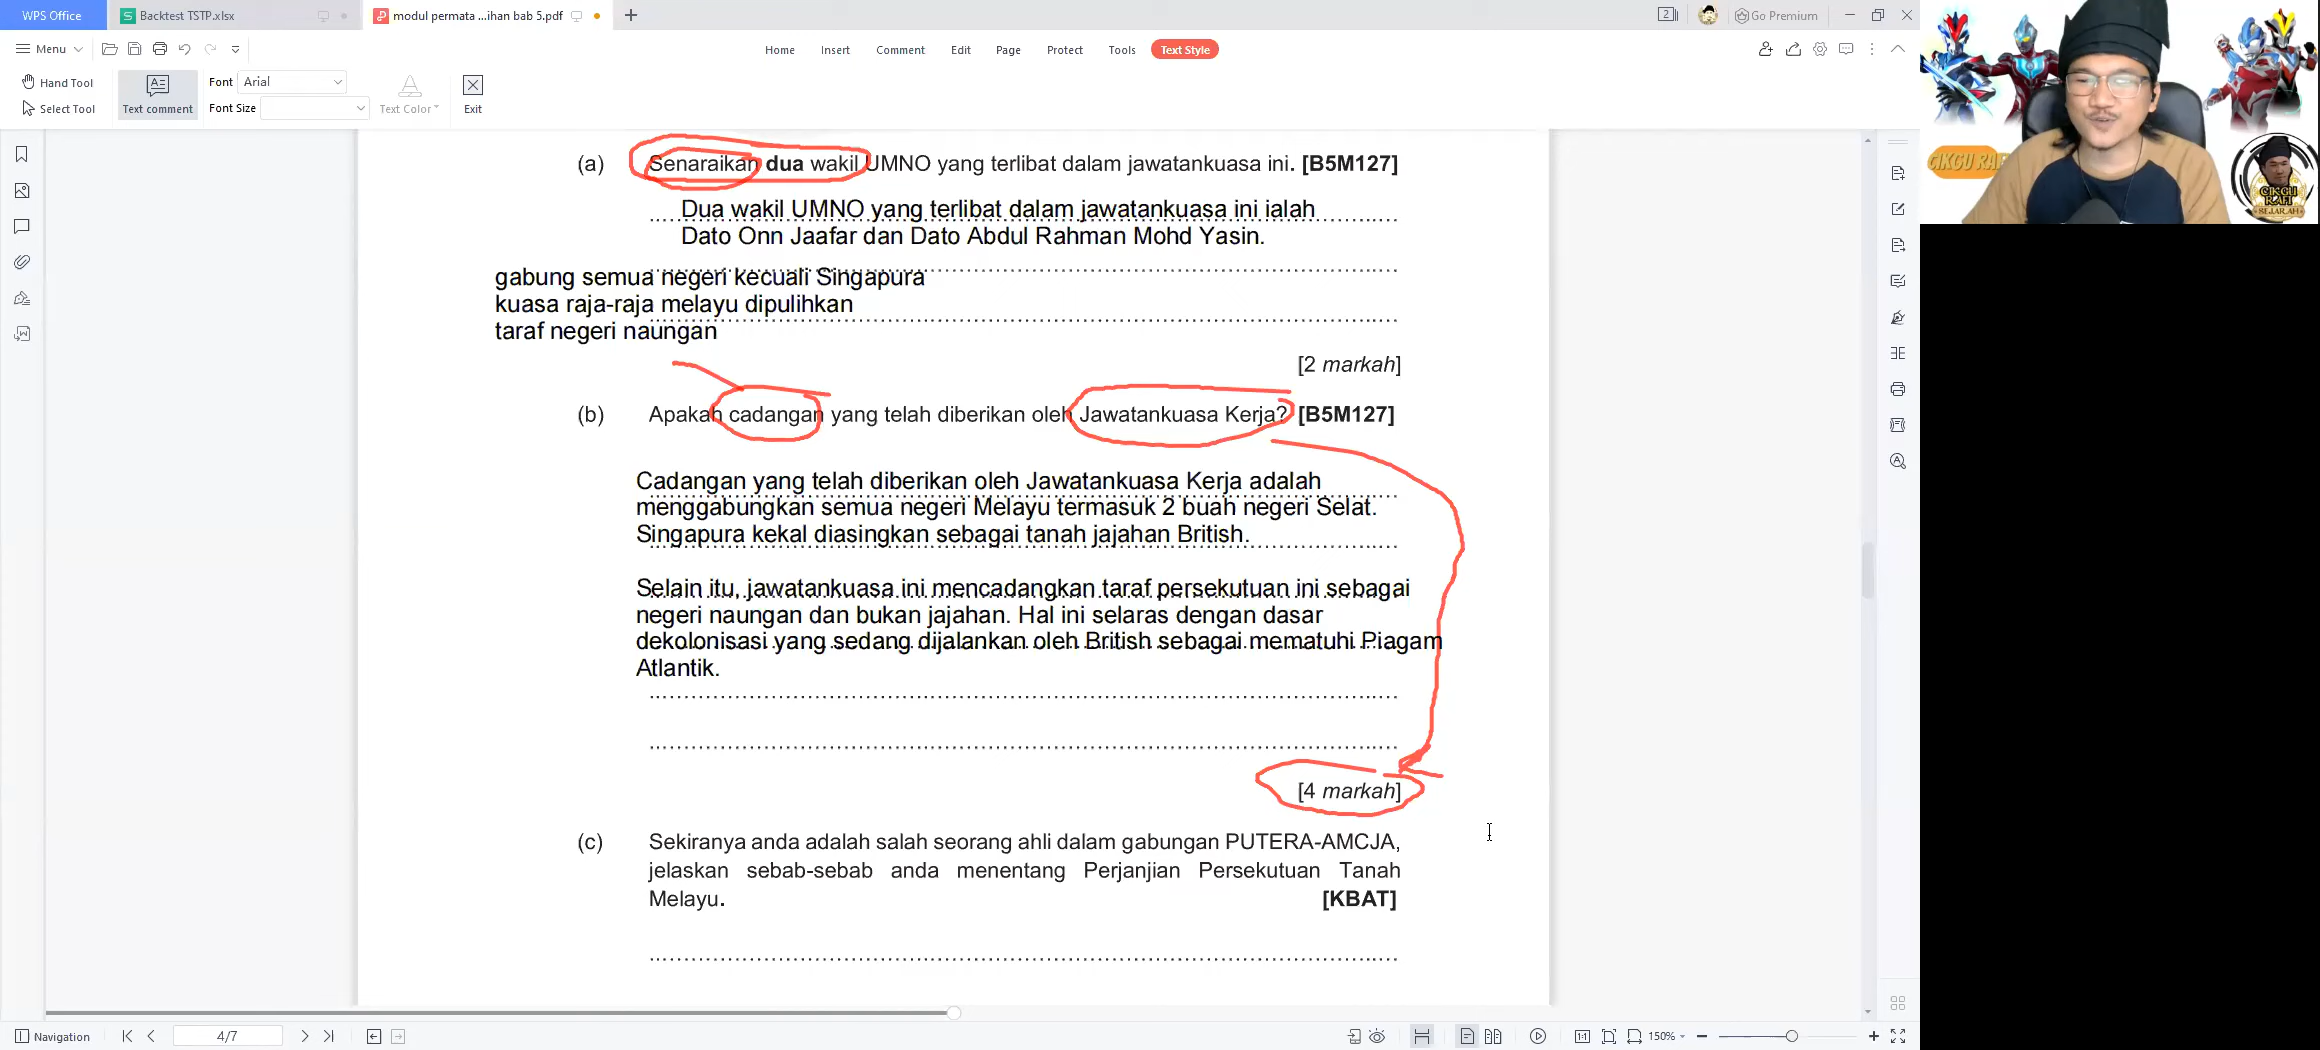 WPS Office
Backtest TSTP.xlsx
modul permata ...ihan bab 5.pdf
2
Go Premium
Menu
Home Insert Comment Edit Page Protect Tools Text Style
Hand Tool
Select Tool
Text comment
Font Arial
Font Size
Text Color
Exit
(a) Senaraikan dua wakil UMNO yang terlibat dalam jawatankuasa ini. [B5M127]
Dua wakil UMNO yang terlibat dalam jawatankuasa ini ialah
Dato Onn Jaafar dan Dato Abdul Rahman Mohd Yasin.
gabung semua negeri kecuali Singapura
kuasa raja-raja melayu dipulihkan
taraf negeri naungan
[2 markah]
(b) Apakah cadangan yang telah diberikan oleh Jawatankuasa Kerja? [B5M127]
Cadangan yang telah diberikan oleh Jawatankuasa Kerja adalah
menggabungkan semua negeri Melayu termasuk 2 buah negeri Selat.
Singapura kekal diasingkan sebagai tanah jajahan British.
Selain itu, jawatankuasa ini mencadangkan taraf persekutuan ini sebagai
negeri naungan dan bukan jajahan. Hal ini selaras dengan dasar
dekolonisasi yang sedang dijalankan oleh British sebagai mematuhi Piagam
Atlantik.
[4 markah]
(c) Sekiranya anda adalah salah seorang ahli dalam gabungan PUTERA-AMCJA,
jelaskan sebab-sebab anda menentang Perjanjian Persekutuan Tanah
Melayu. [KBAT]
Navigation
4/7
1:1
150%
CIKGU RAF
CIKGU
RAFI
SEJARAH